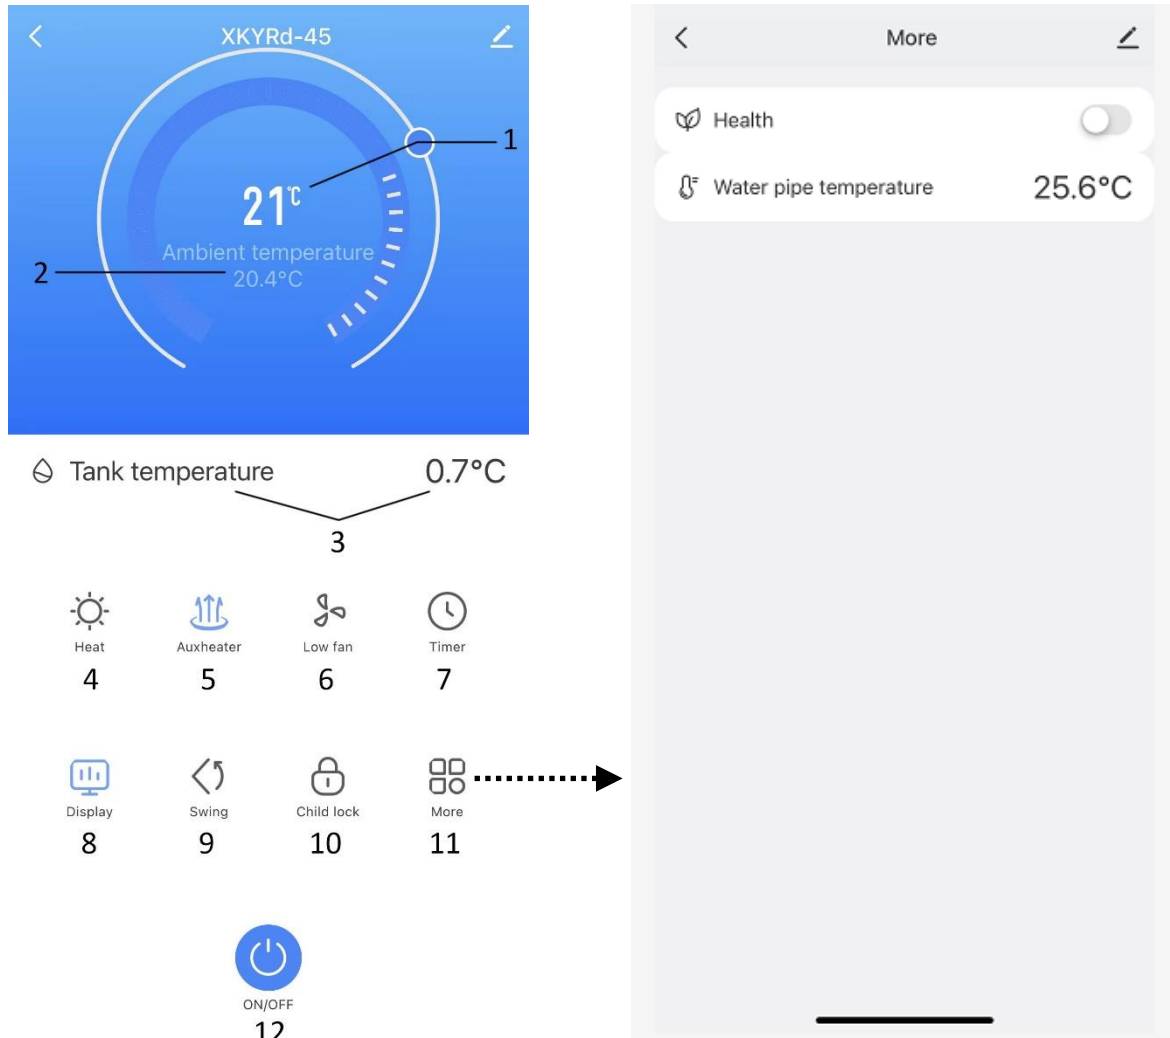 XKYRd-45
1
21℃
Ambient temperature
2
20.4°C
Tank temperature 0.7°C
3
Heat Auxheater Low fan Timer
4 5 6 7
Display Swing Child lock More
8 9 10 11
ON/OFF
12
More
Health
Water pipe temperature 25.6°C